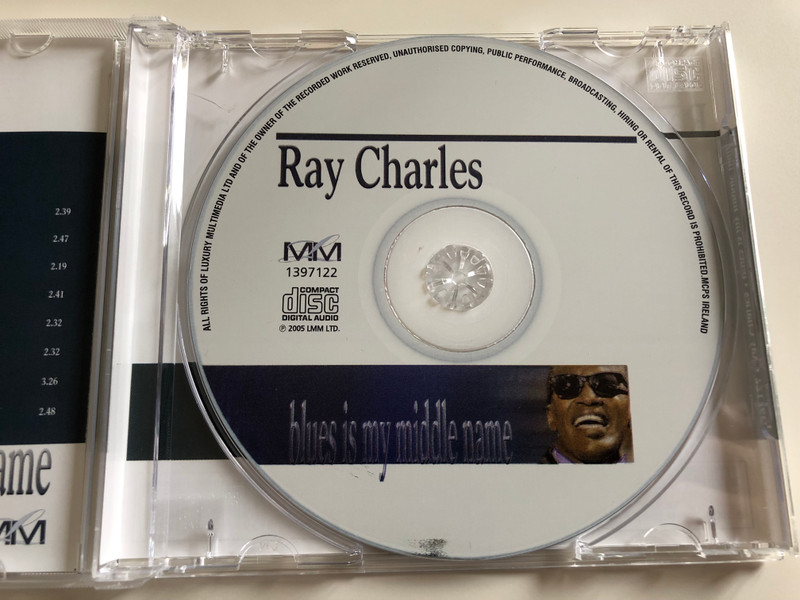 ALL RIGHTS OF LUXURY MULTIMEDIA LTD AND OF THE OWNER OF THE RECORDED WORK RESERVED, UNAUTHORISED COPYING, PUBLIC PERFORMANCE, BROADCASTING, HIRING OR RENTAL OF THIS RECORD IS PROHIBITED.MCPS IRELAND
Ray Charles
MM
1397122
COMPACT
disc
DIGITAL AUDIO
℗ 2005 LMM LTD.
blues is my middle name
2.39
2.47
2.19
2.41
2.32
2.32
3.26
2.48
ame